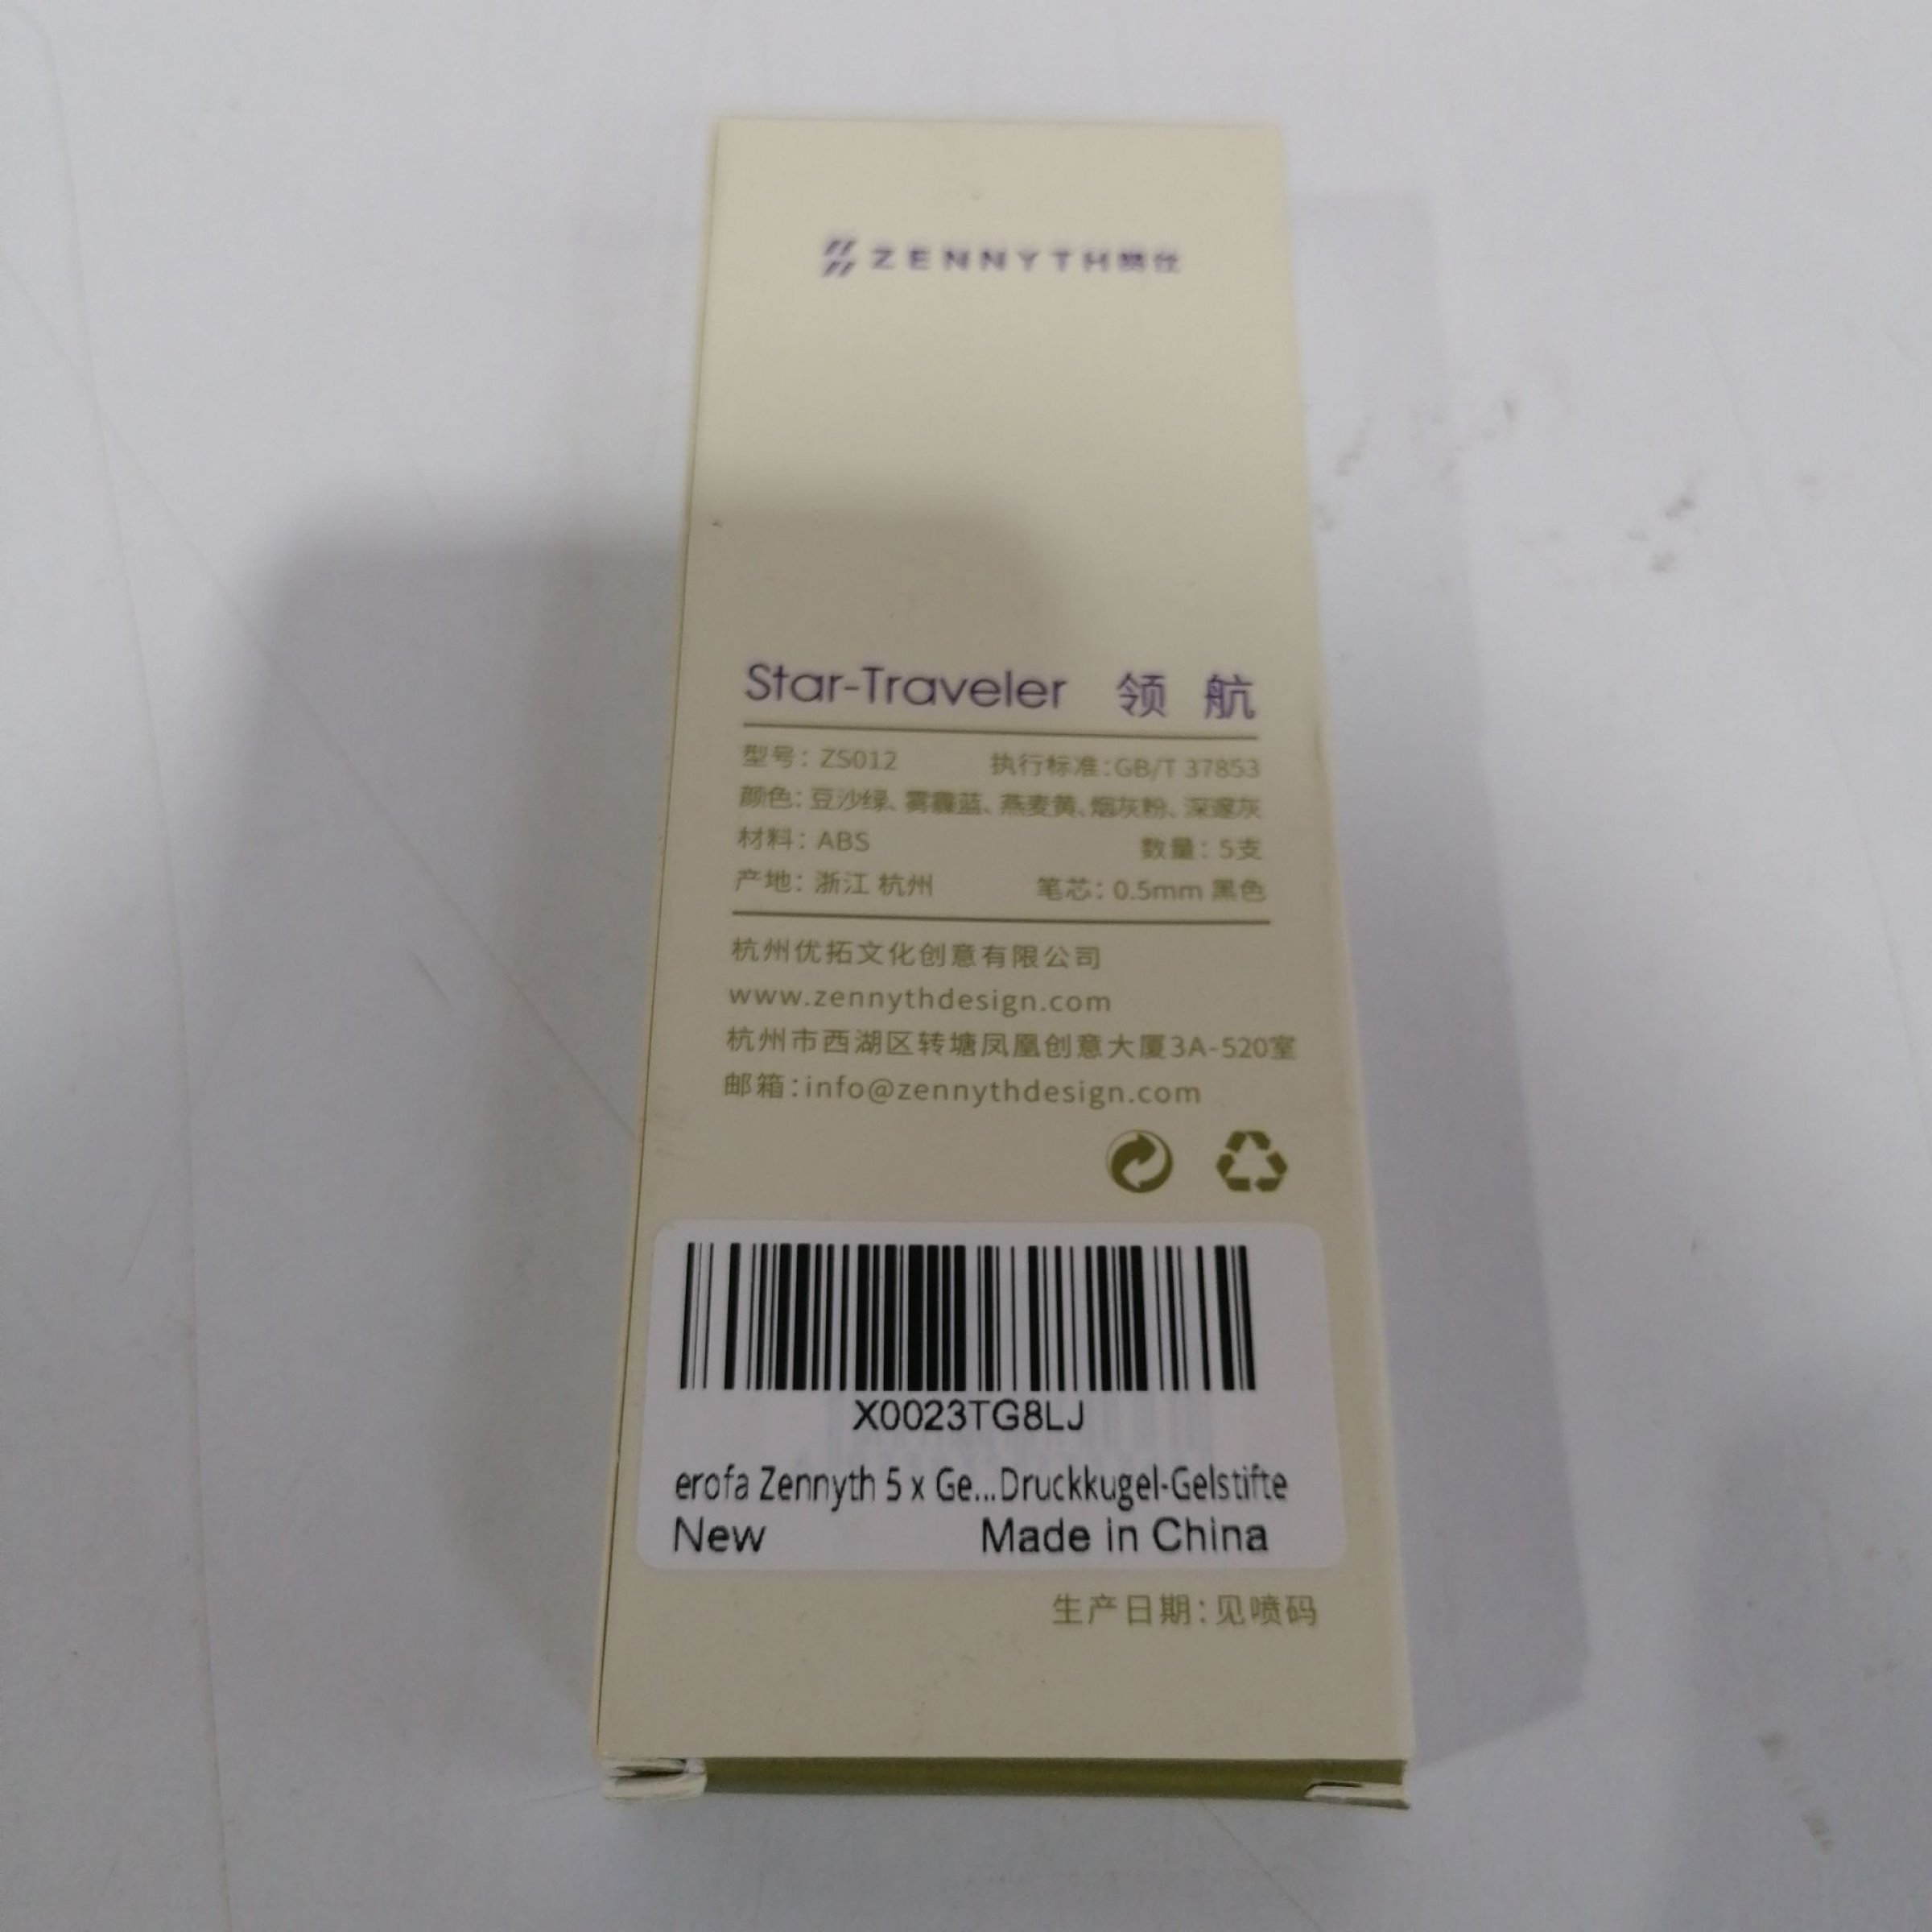 ZENNYTH
Star-Traveler 领航
型号：ZS012 执行标准：GB/T 37853
颜色：豆沙绿、雾霾蓝、燕麦黄、烟灰粉、深邃灰
材料：ABS 数量：5支
产地：浙江 杭州 笔芯：0.5mm 黑色
杭州优拓文化创意有限公司
www.zennythdesign.com
杭州市西湖区转塘凤凰创意大厦3A-520室
邮箱：info@zennythdesign.com
X0023TG8LJ
erofa Zennyth 5 x Ge...Druckkugel-Gelstifte
New Made in China
生产日期：见喷码